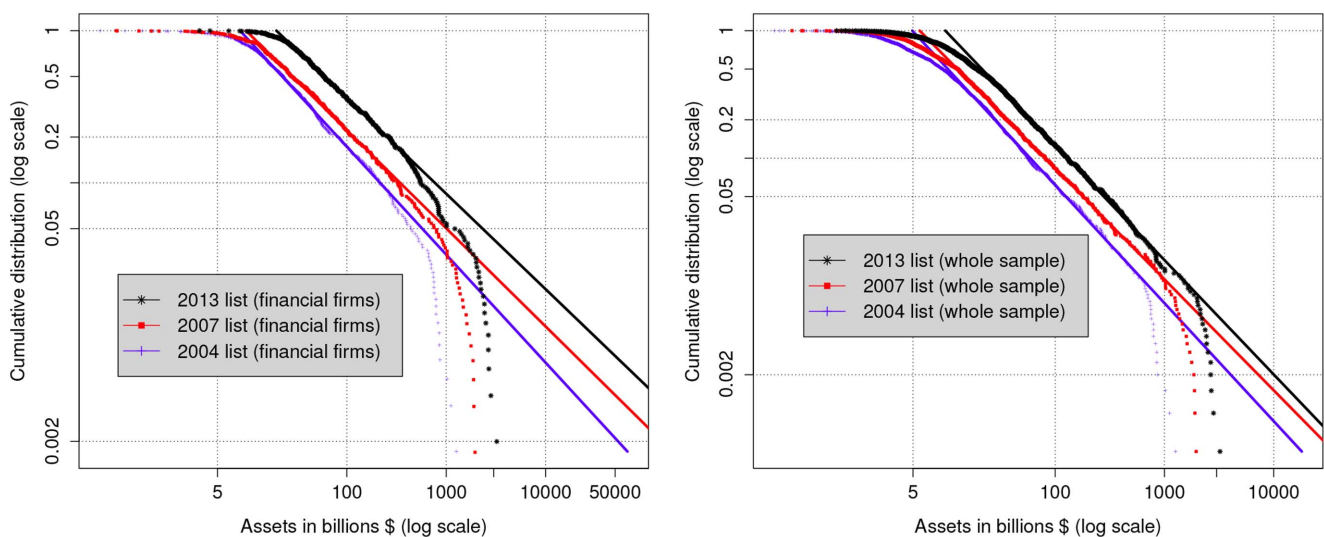 Cumulative distribution (log scale)
1
0.5
0.2
0.05
0.002
2013 list (financial firms)
2007 list (financial firms)
2004 list (financial firms)
5
100
1000
10000
50000
Assets in billions $ (log scale)
Cumulative distribution (log scale)
1
0.5
0.2
0.05
0.002
2013 list (whole sample)
2007 list (whole sample)
2004 list (whole sample)
5
100
1000
10000
Assets in billions $ (log scale)